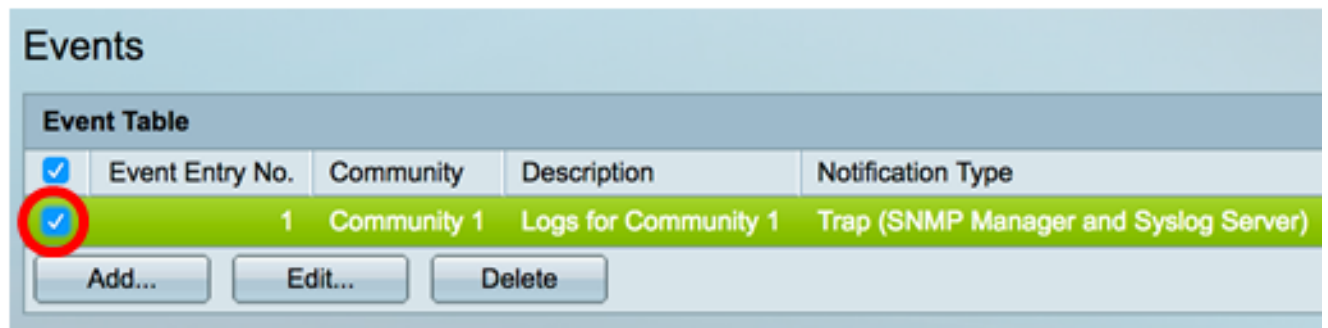 Events
Event Table
Event Entry No. Community Description Notification Type
1 Community 1 Logs for Community 1 Trap (SNMP Manager and Syslog Server)
Add... Edit... Delete